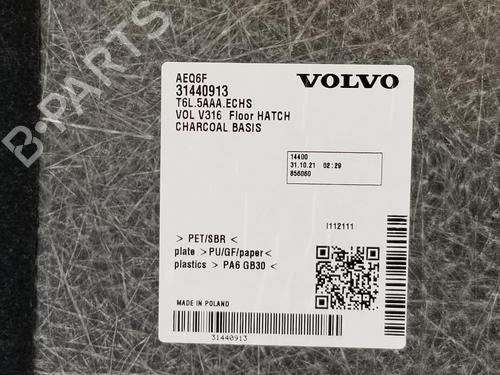 AEQ6F
31440913
VOLVO
T6L.5AAA.ECHS
VOL V316 Floor HATCH
CHARCOAL BASIS
14400
31.10.21 02:29
856060
I112111
> PET/SBR <
plate >PU/GF/paper<
plastics > PA6 GB30 <
MADE IN POLAND
31440913
B-PARTS